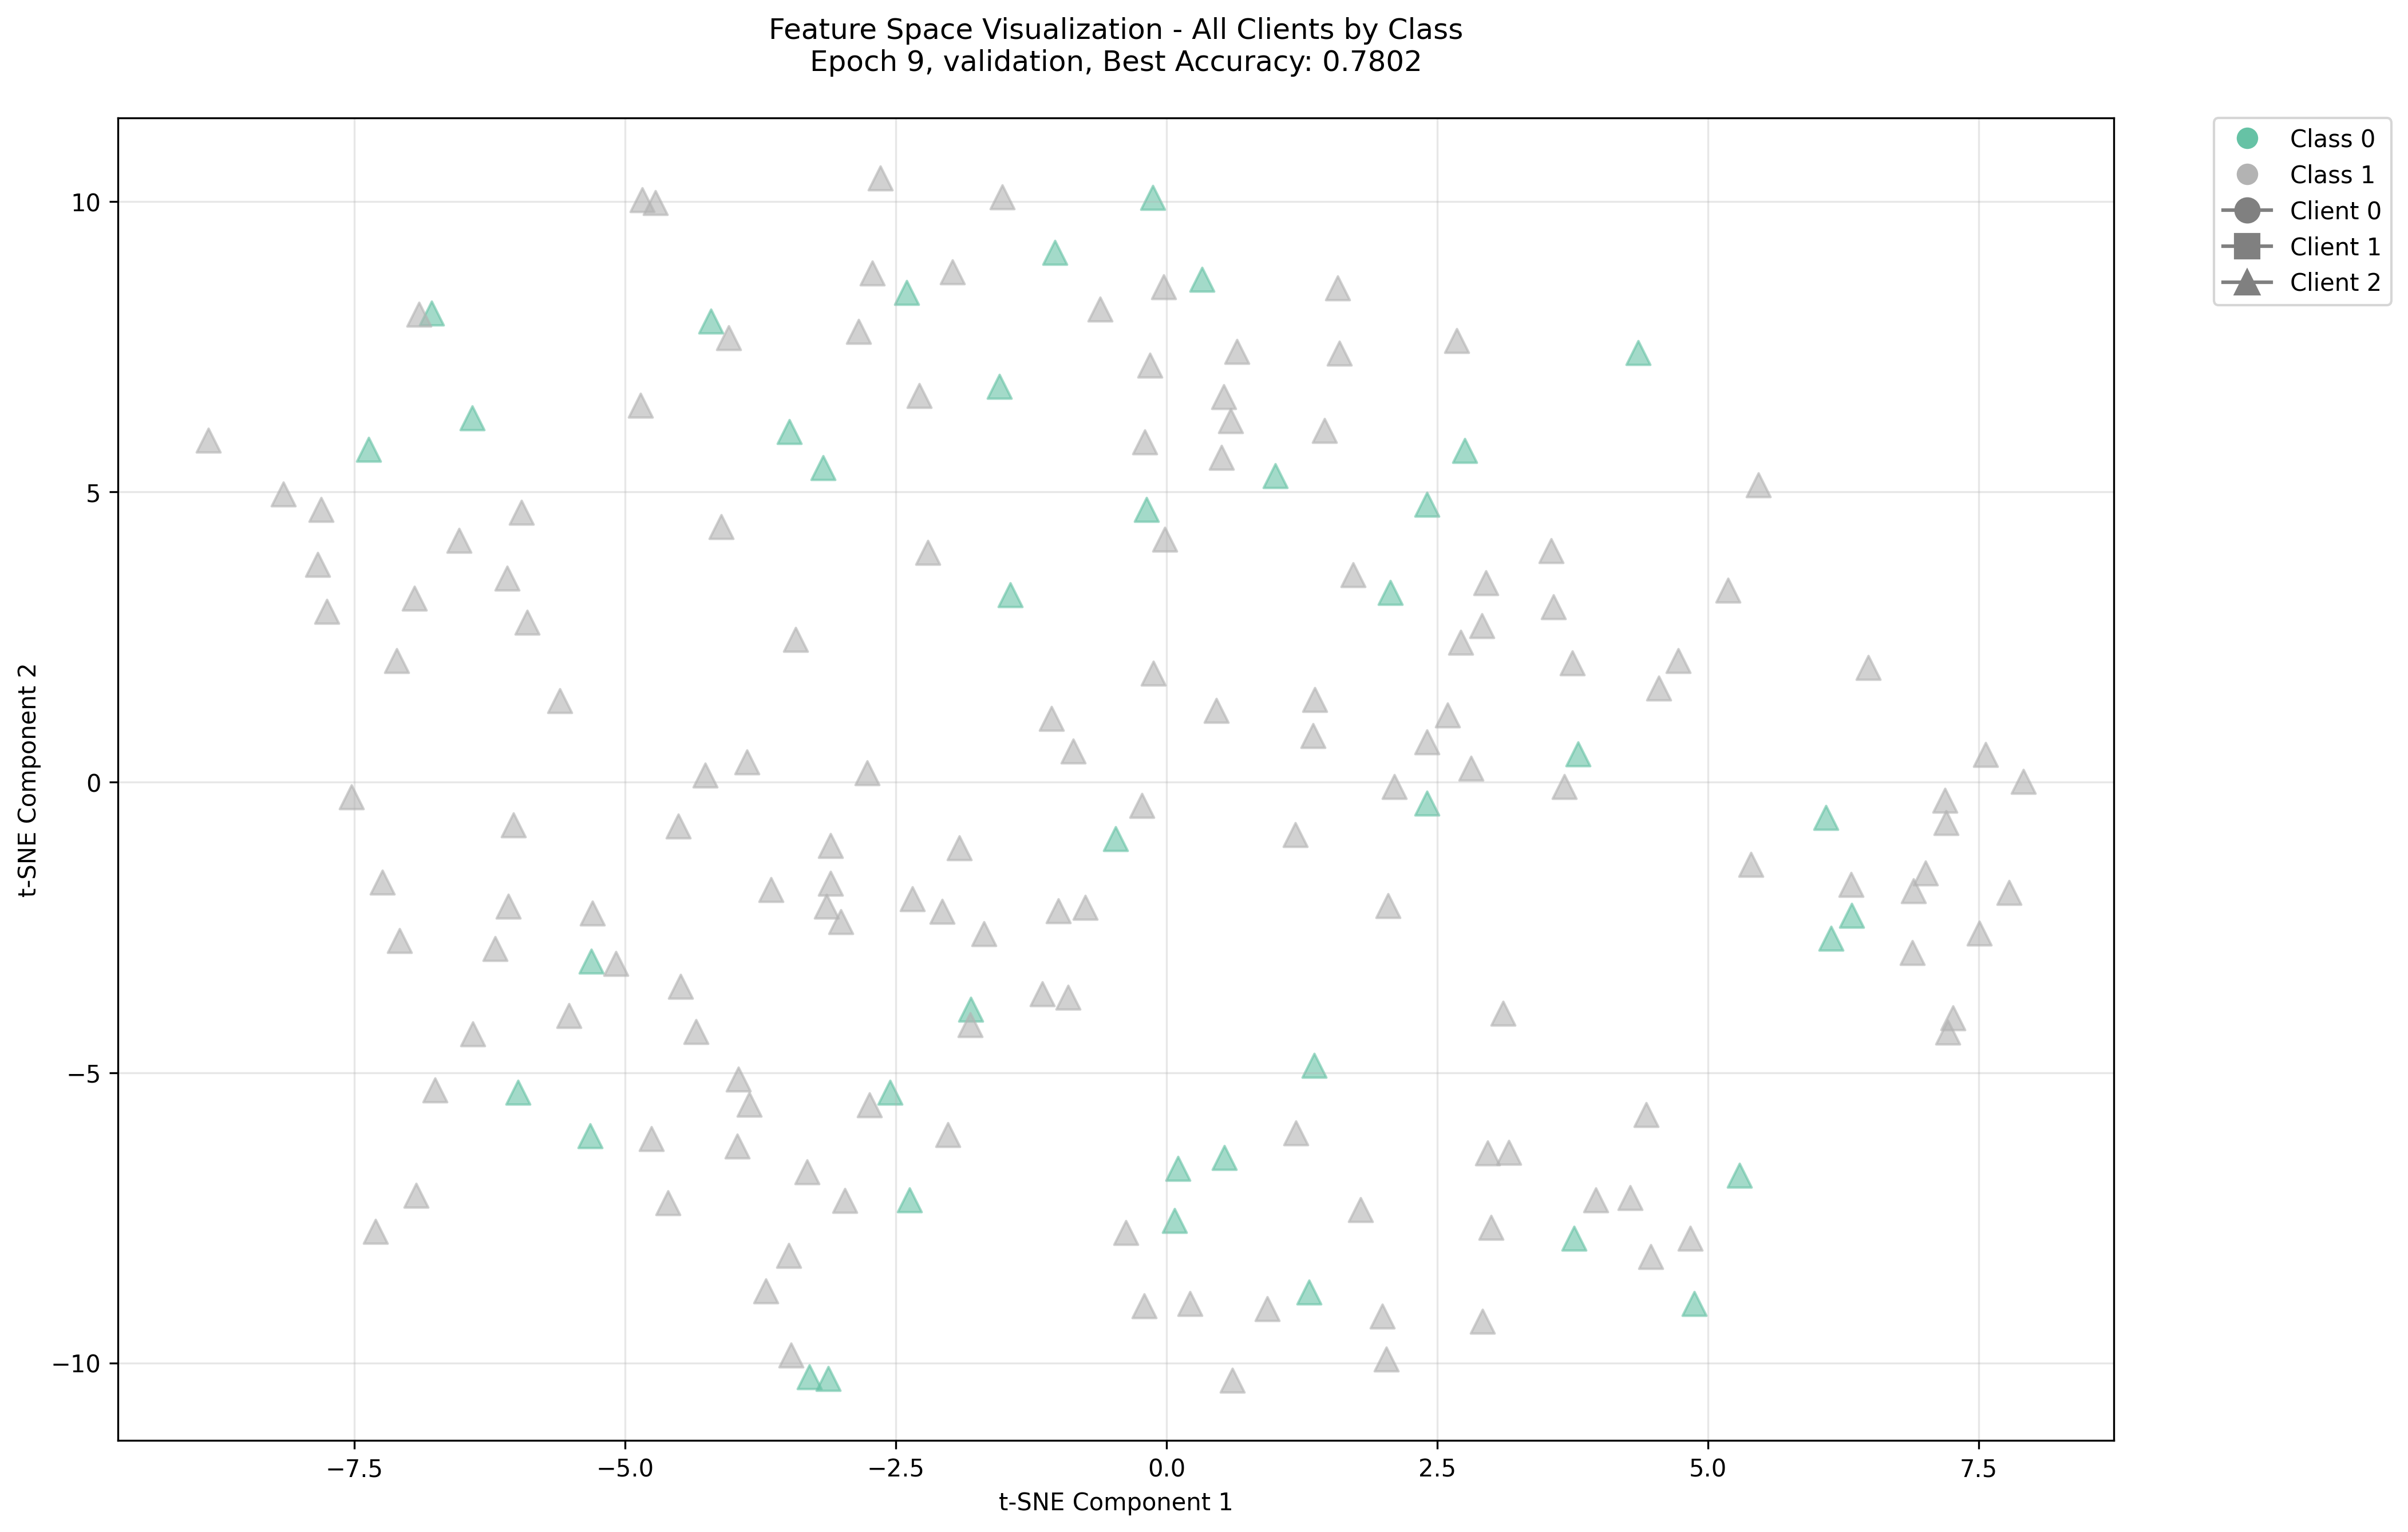 Feature Space Visualization - All Clients by Class
Epoch 9, validation, Best Accuracy: 0.7802
Class 0
Class 1
Client 0
Client 1
Client 2
10
5
0
−5
−10
t-SNE Component 2
−7.5
−5.0
−2.5
0.0
2.5
5.0
7.5
t-SNE Component 1